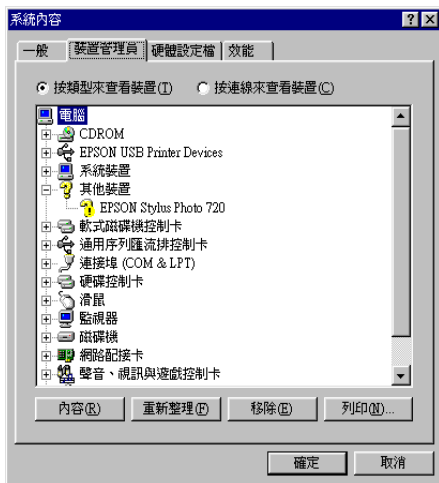 系統內容
一般 裝置管理員 硬體設定檔 效能
按類型來查看裝置(T) 按連線來查看裝置(C)
電腦
CDROM
EPSON USB Printer Devices
系統裝置
其他裝置
EPSON Stylus Photo 720
軟式磁碟機控制卡
通用序列匯流排控制卡
連接埠 (COM & LPT)
硬碟控制卡
滑鼠
監視器
磁碟機
網路配接卡
聲音、視訊與遊戲控制卡
內容(R) 重新整理(F) 移除(E) 列印(N)...
確定 取消